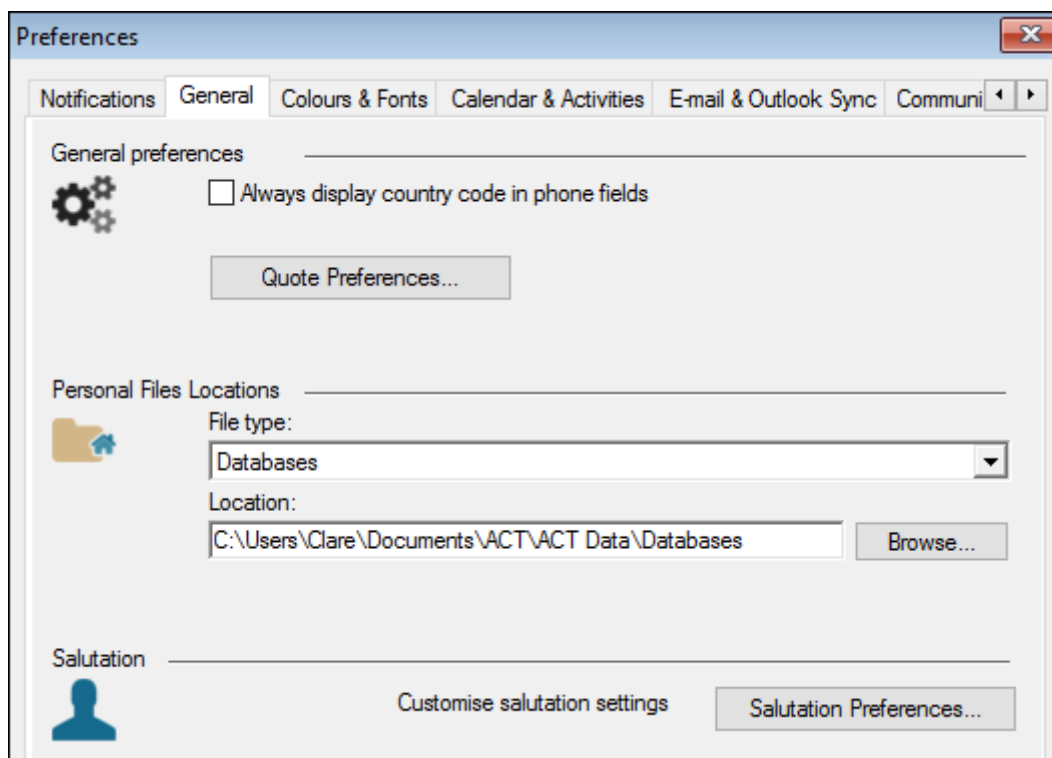 Preferences
Notifications General Colours & Fonts Calendar & Activities E-mail & Outlook Sync Communi
General preferences
Always display country code in phone fields
Quote Preferences...
Personal Files Locations
File type:
Databases
Location:
C:\Users\Clare\Documents\ACT\ACT Data\Databases Browse...
Salutation
Customise salutation settings Salutation Preferences...